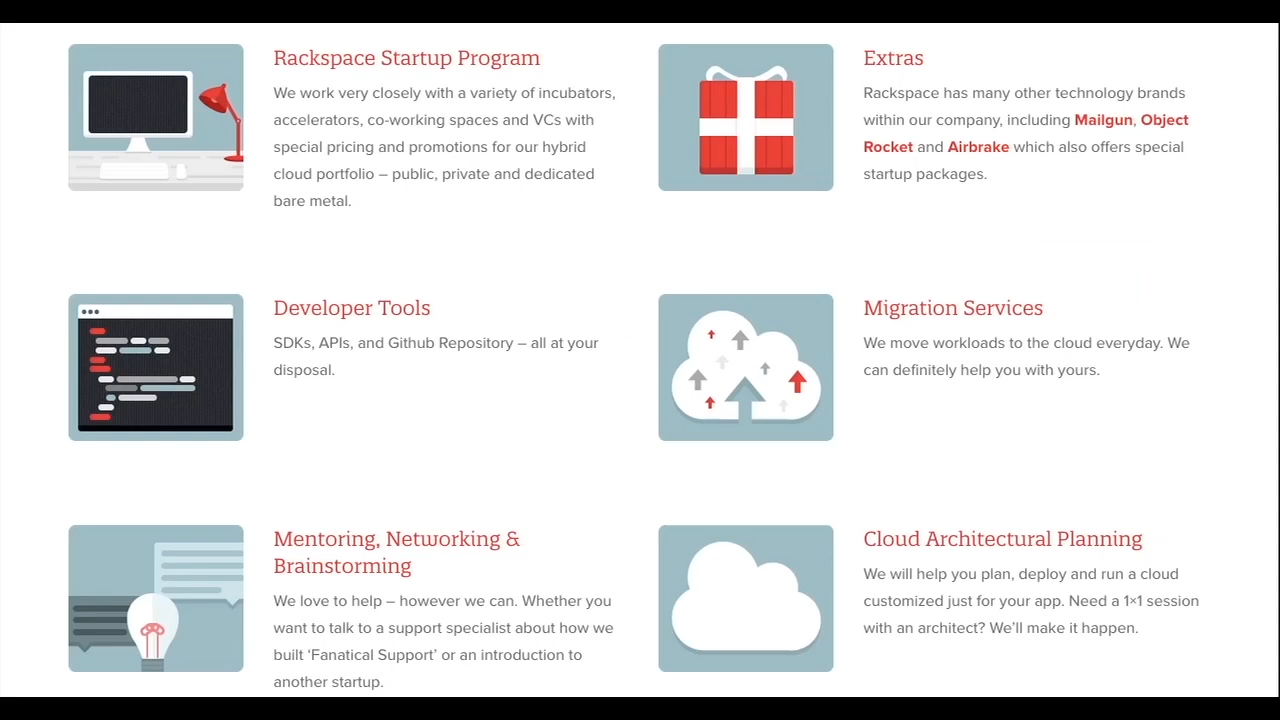 Rackspace Startup Program
We work very closely with a variety of incubators,
accelerators, co-working spaces and VCs with
special pricing and promotions for our hybrid
cloud portfolio – public, private and dedicated
bare metal.
Extras
Rackspace has many other technology brands
within our company, including Mailgun, Object
Rocket and Airbrake which also offers special
startup packages.
Developer Tools
SDKs, APIs, and Github Repository – all at your
disposal.
Migration Services
We move workloads to the cloud everyday. We
can definitely help you with yours.
Mentoring, Networking &
Brainstorming
We love to help – however we can. Whether you
want to talk to a support specialist about how we
built ‘Fanatical Support’ or an introduction to
another startup.
Cloud Architectural Planning
We will help you plan, deploy and run a cloud
customized just for your app. Need a 1×1 session
with an architect? We’ll make it happen.